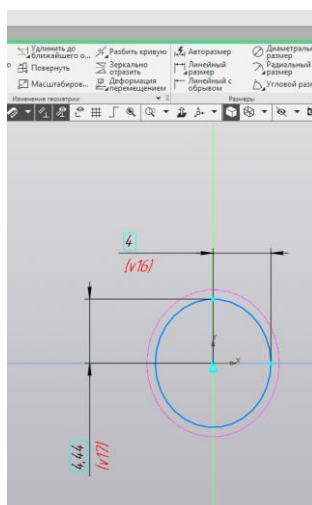 Удлинить до ближайшего о...
Разбить кривую
Авторазмер
Диаметральн
размер
Повернуть
Зеркально отразить
Линейный размер
Радиальный размер
Масштабиров...
Деформация перемещением
Линейный с обрывом
Угловой разм
Изменение геометрии
Размеры
4
(v16)
Y
X
4,44
(v17)